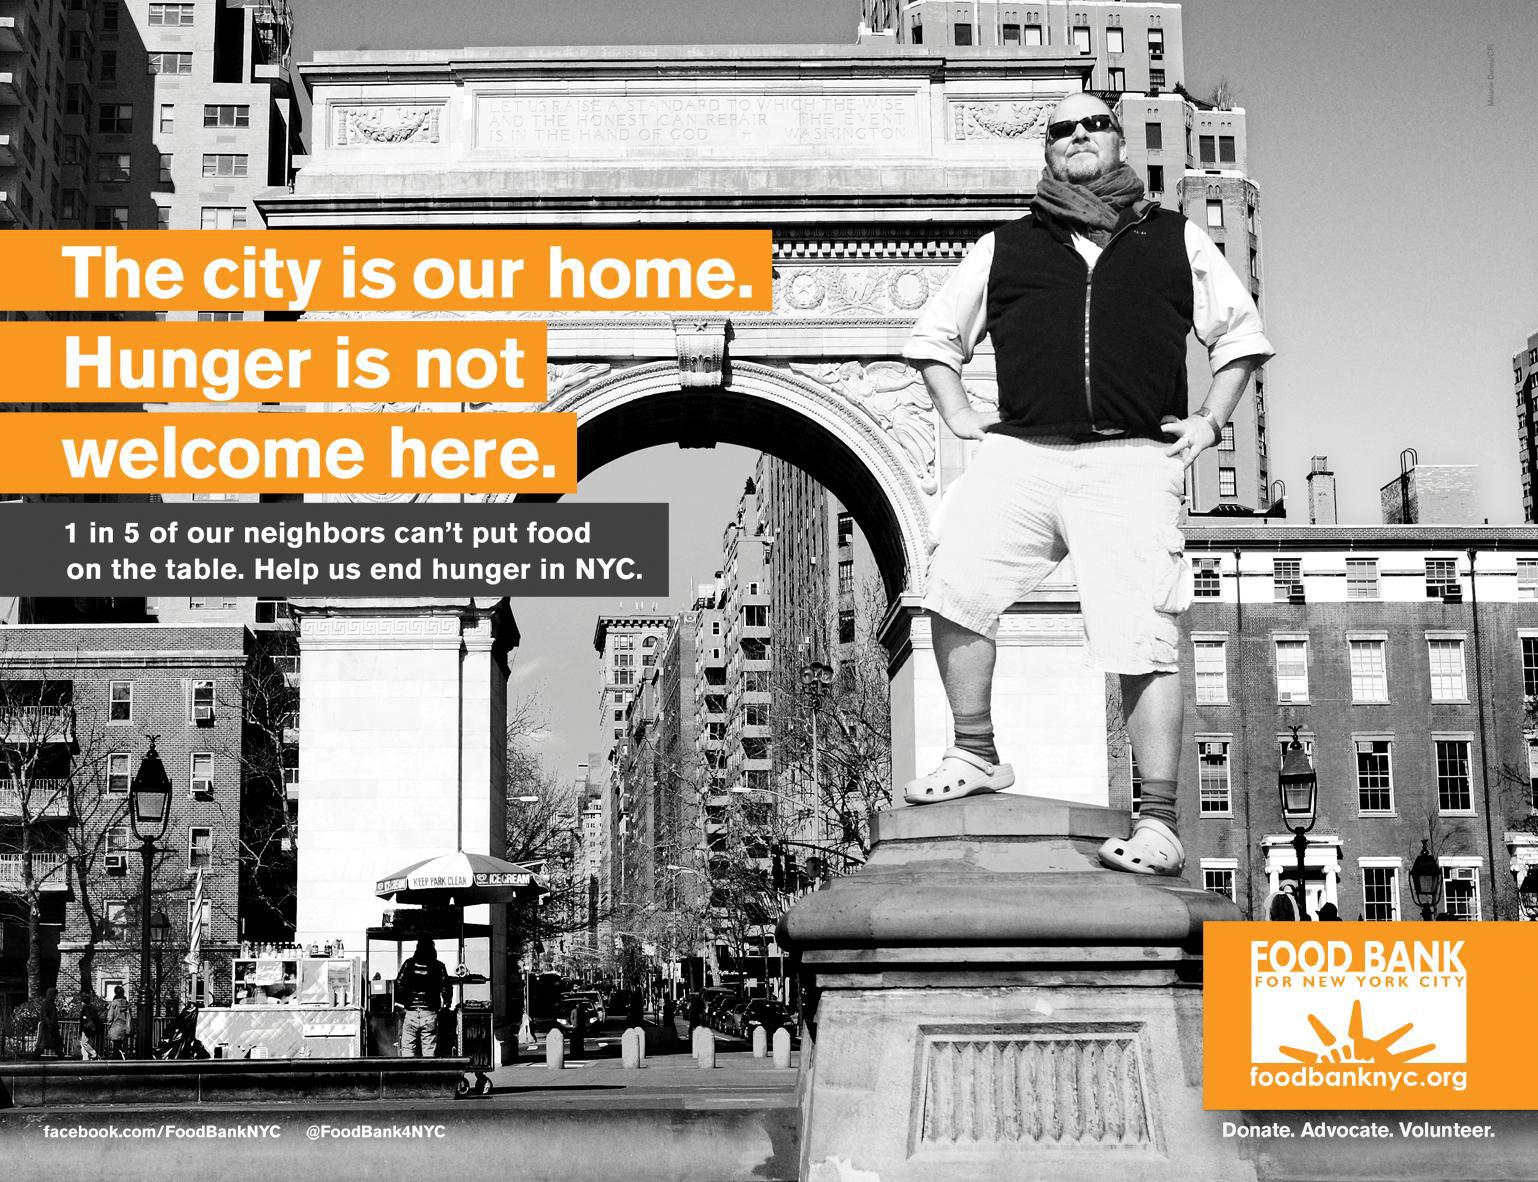 LET US RAISE A STANDARD TO WHICH THE WISE
AND THE HONEST CAN REPAIR THE EVENT
IS IN THE HAND OF GOD WASHINGTON
The city is our home.
Hunger is not
welcome here.
1 in 5 of our neighbors can't put food
on the table. Help us end hunger in NYC.
KEEP PARK CLEAN
ICE CREAM
FOOD BANK
FOR NEW YORK CITY
foodbanknyc.org
facebook.com/FoodBankNYC @FoodBank4NYC
Donate. Advocate. Volunteer.